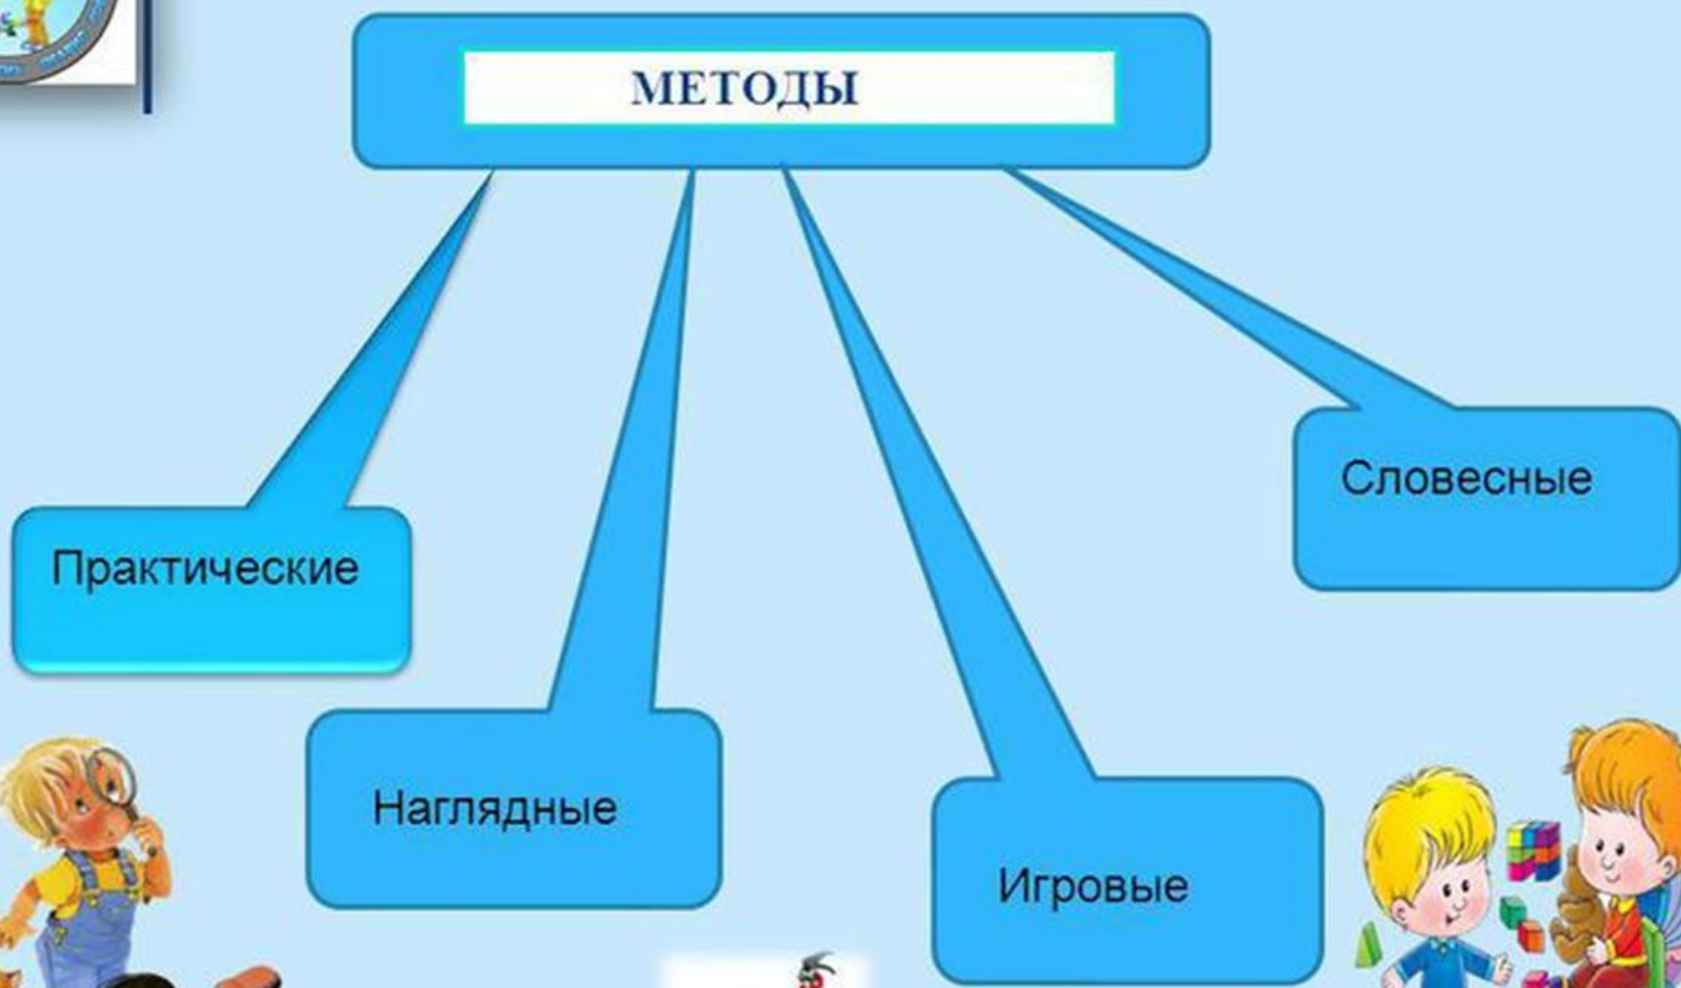 МЕТОДЫ
Словесные
Практические
Наглядные
Игровые